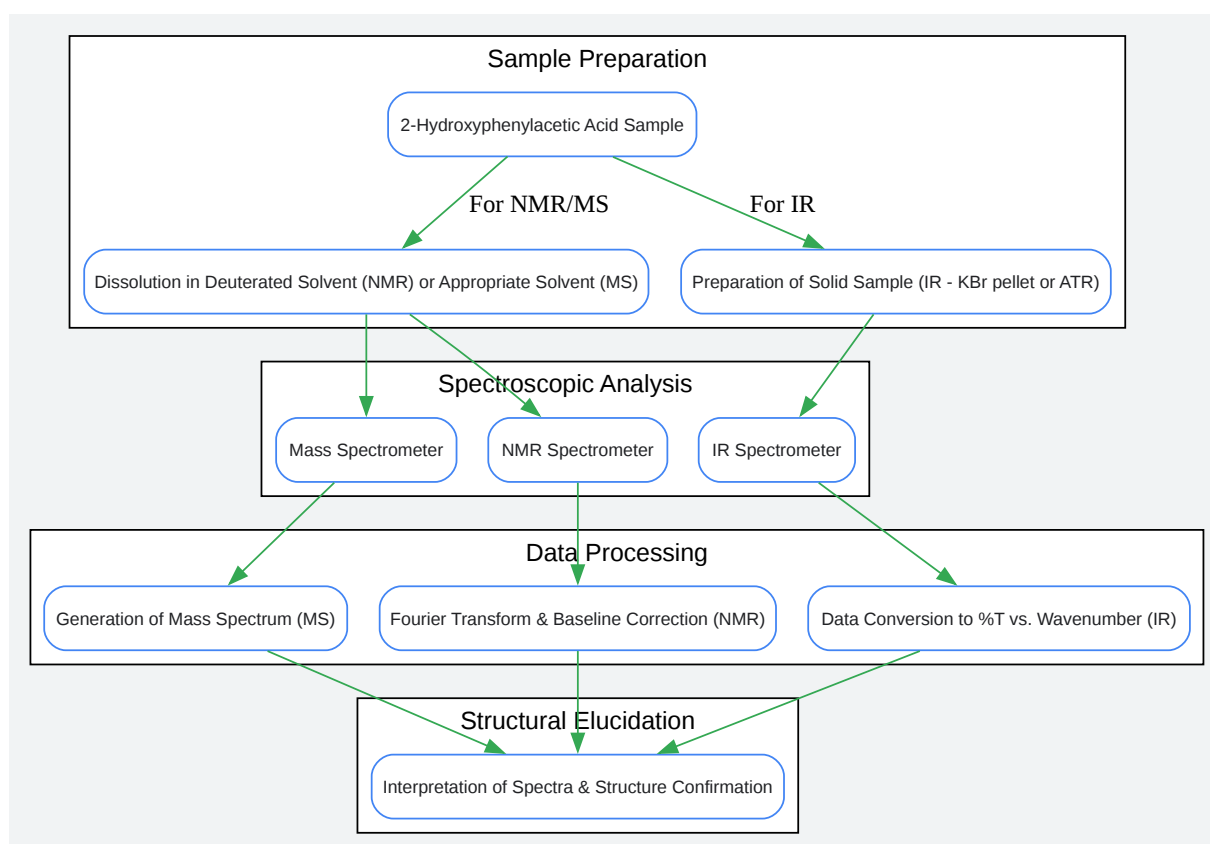 Sample Preparation
2-Hydroxyphenylacetic Acid Sample
For NMR/MS
For IR
Dissolution in Deuterated Solvent (NMR) or Appropriate Solvent (MS)
Preparation of Solid Sample (IR - KBr pellet or ATR)
Spectroscopic Analysis
Mass Spectrometer
NMR Spectrometer
IR Spectrometer
Data Processing
Generation of Mass Spectrum (MS)
Fourier Transform & Baseline Correction (NMR)
Data Conversion to %T vs. Wavenumber (IR)
Structural Elucidation
Interpretation of Spectra & Structure Confirmation